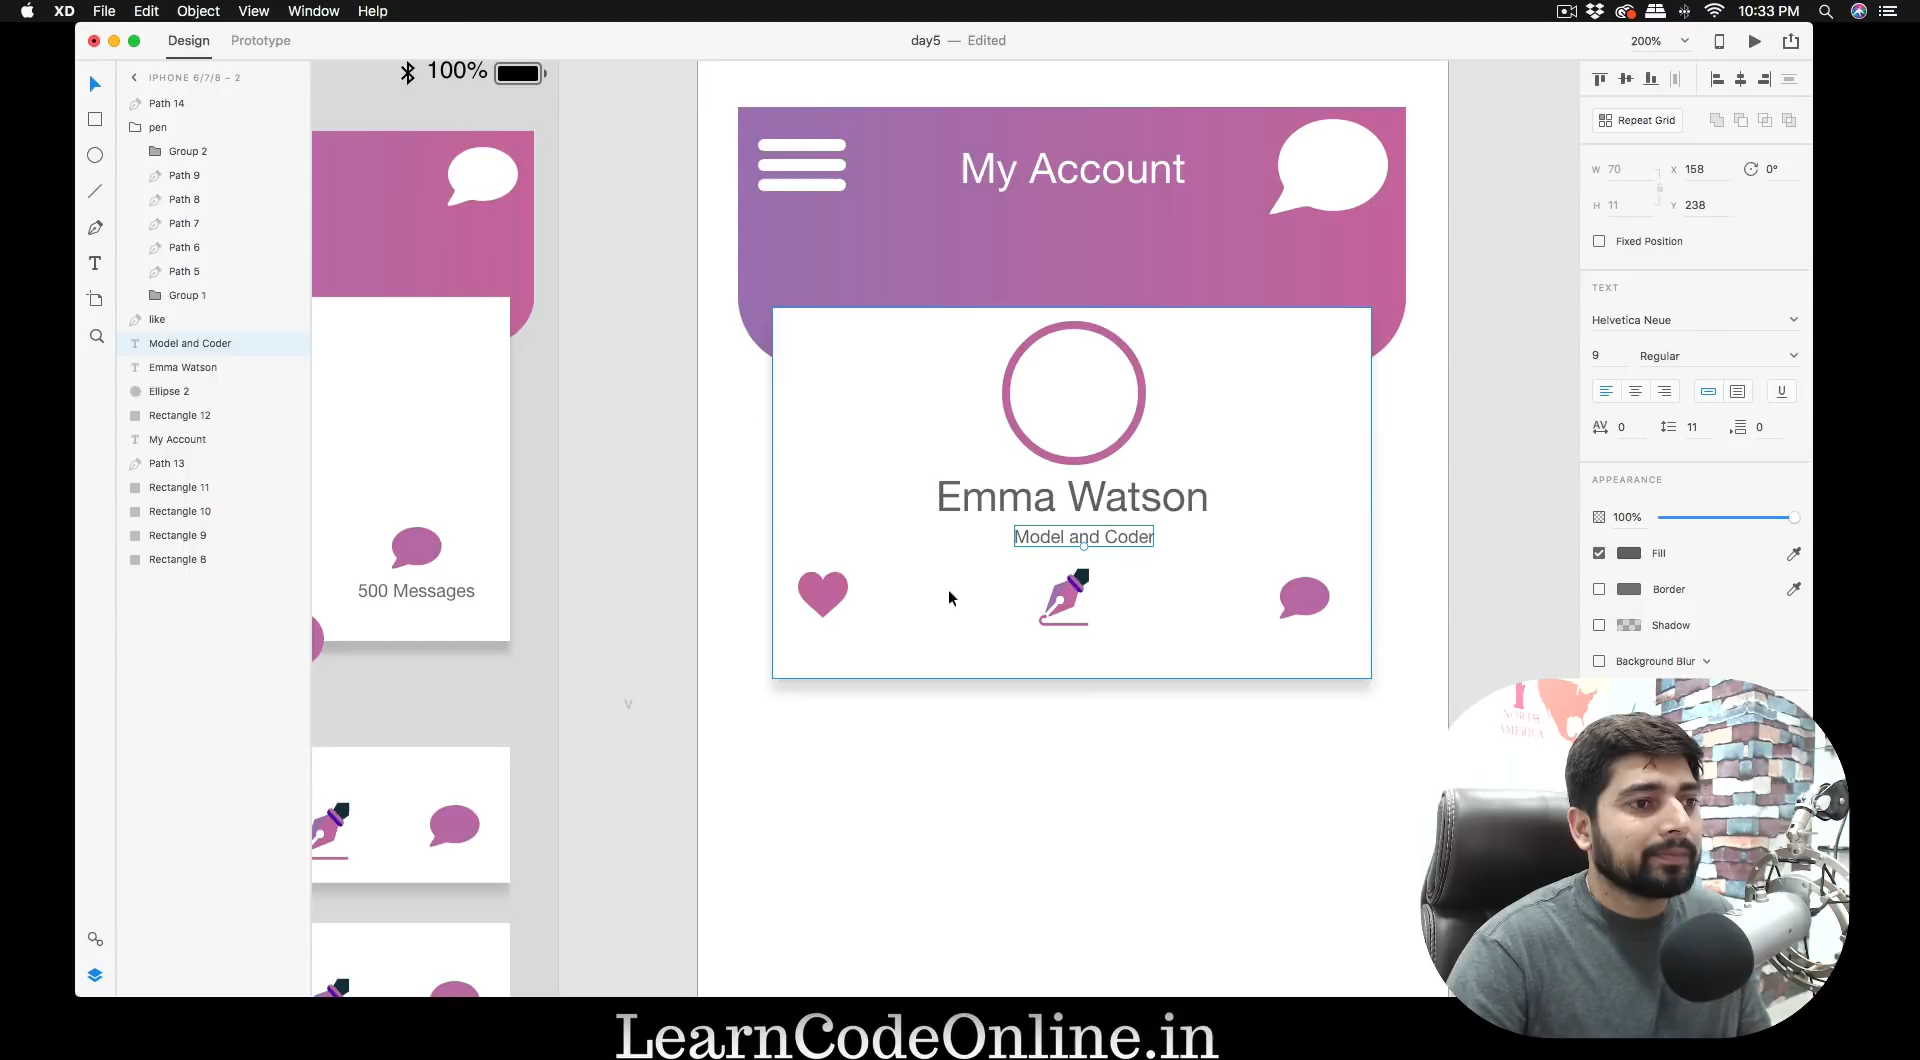 XD File Edit Object View Window Help 10:33 PM
Design Prototype day5 — Edited 200%
IPHONE 6/7/8 – 2
Path 14
pen
Group 2
Path 9
Path 8
Path 7
Path 6
Path 5
Group 1
like
Model and Coder
Emma Watson
Ellipse 2
Rectangle 12
My Account
Path 13
Rectangle 11
Rectangle 10
Rectangle 9
Rectangle 8
100%
500 Messages
My Account
Emma Watson
Model and Coder
V
Repeat Grid
W 70 X 158 0°
H 11 Y 238
Fixed Position
TEXT
Helvetica Neue
9 Regular
U
AV 0 11 0
APPEARANCE
100%
Fill
Border
Shadow
Background Blur
I
NORTH
AMERICA
LearnCodeOnline.in